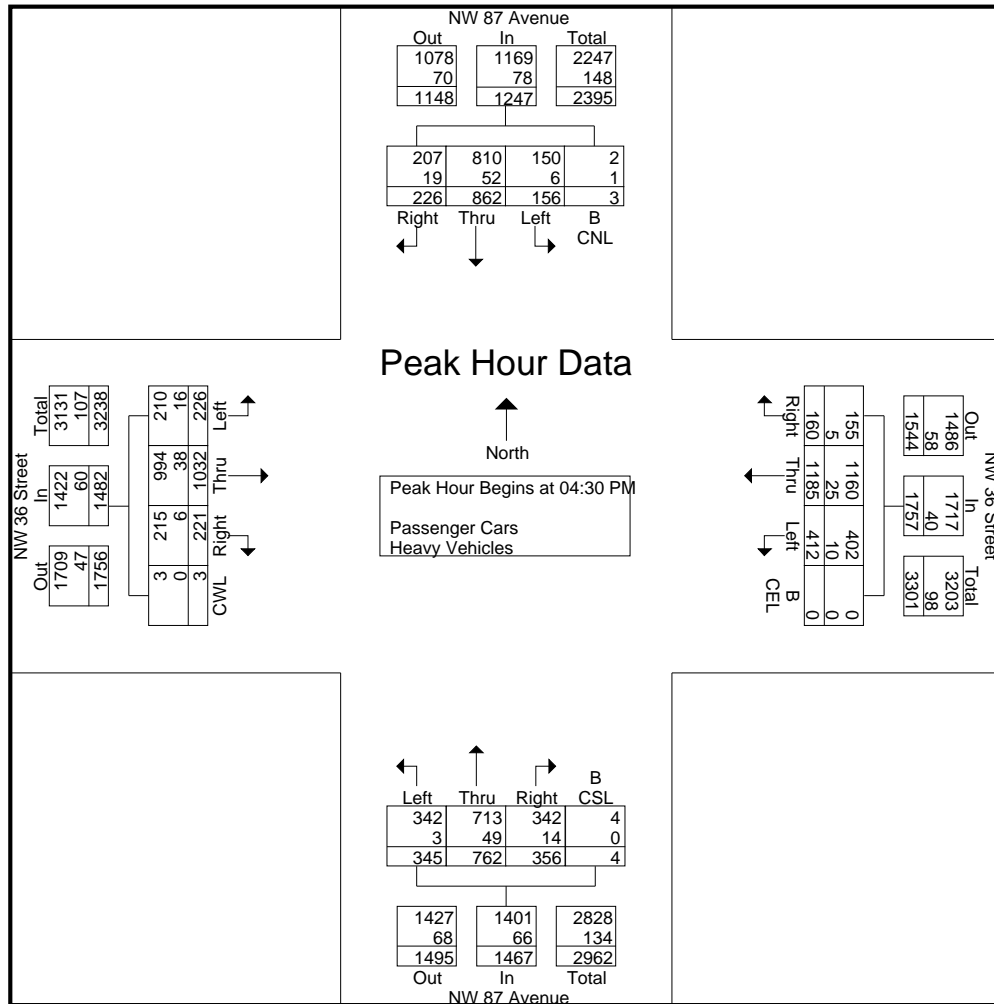 NW 87 Avenue
Out In Total
1078 1169 2247
70 78 148
1148 1247 2395
207 810 150 2
19 52 6 1
226 862 156 3
Right Thru Left B
CNL
Peak Hour Data
North
Peak Hour Begins at 04:30 PM
Passenger Cars
Heavy Vehicles
NW 36 Street
Total In Out
3131 1422 1709
107 60 47
3238 1482 1756
210 994 215 3
16 38 6 0
226 1032 221 3
Left Thru Right CWL
NW 36 Street
Out In Total
1486 1717 3203
58 40 98
1544 1757 3301
155 1160 402 0
5 25 10 0
160 1185 412 0
Right Thru Left B
CEL
B
Left Thru Right CSL
342 713 342 4
3 49 14 0
345 762 356 4
1427 1401 2828
68 66 134
1495 1467 2962
Out In Total
NW 87 Avenue